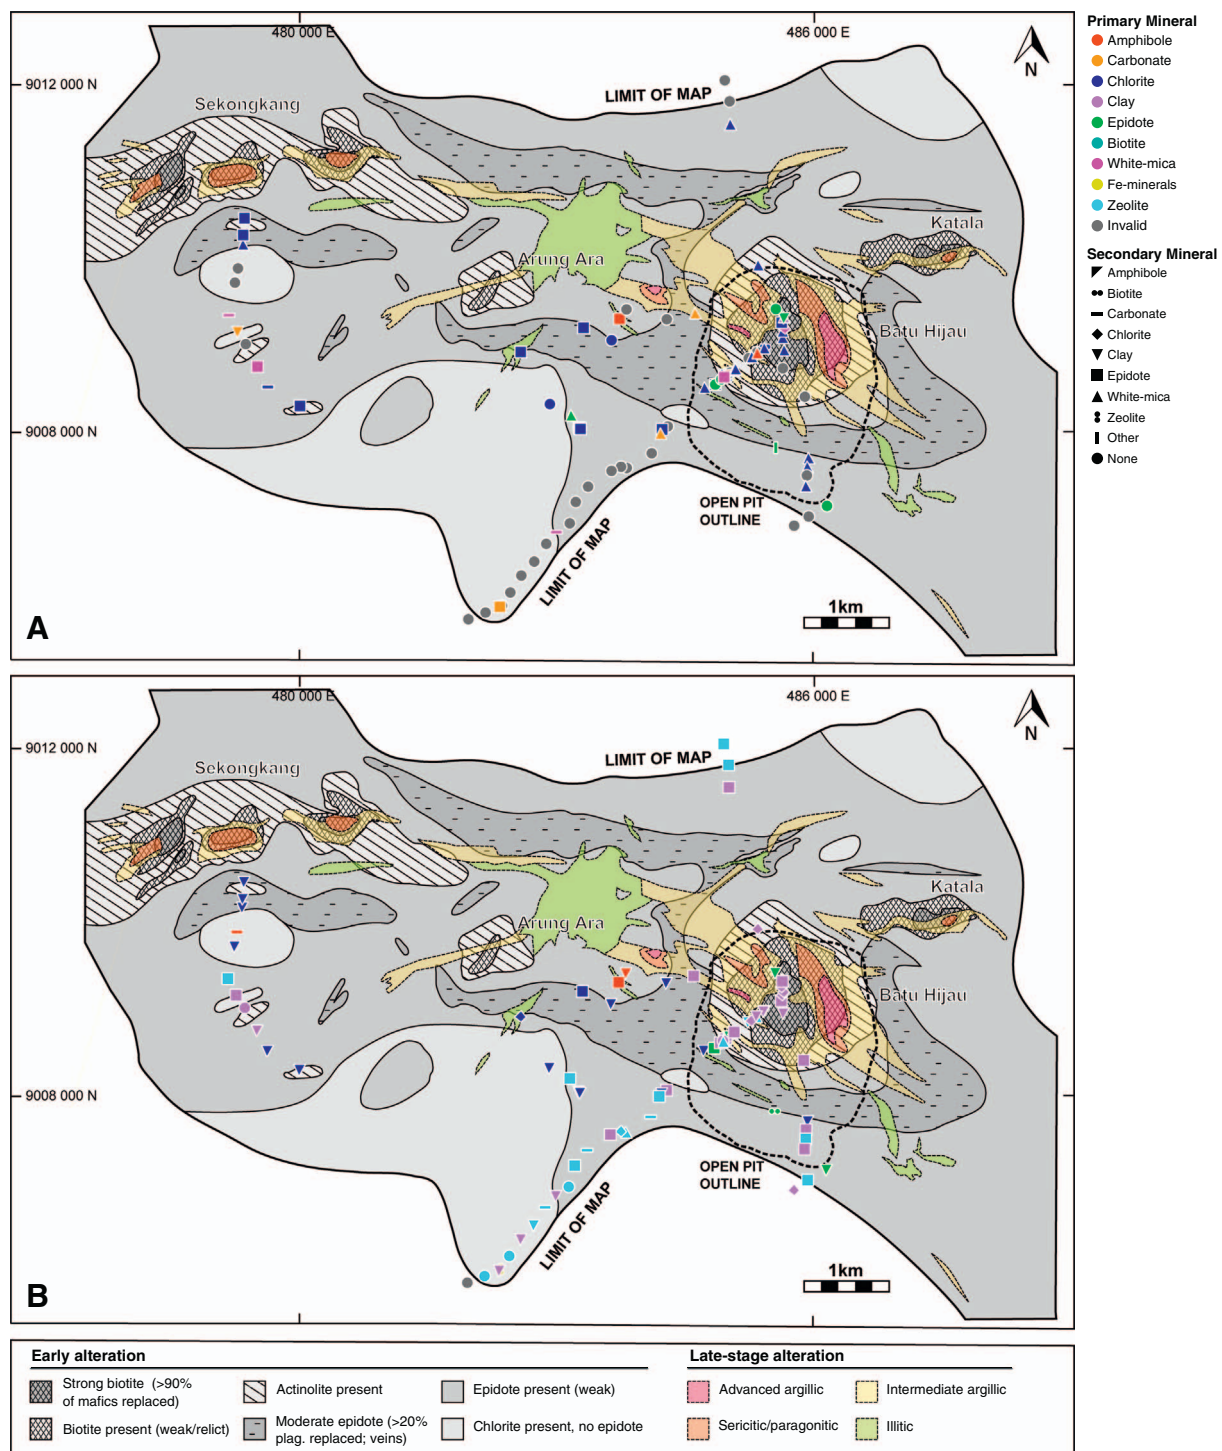 480 000 E
486 000 E
9012 000 N
LIMIT OF MAP
N
Sekongkang
Katala
Arung Ara
Batu Hijau
9008 000 N
OPEN PIT
OUTLINE
LIMIT OF MAP
1km
A
Primary Mineral
Amphibole
Carbonate
Chlorite
Clay
Epidote
Biotite
White-mica
Fe-minerals
Zeolite
Invalid
Secondary Mineral
Amphibole
Biotite
Carbonate
Chlorite
Clay
Epidote
White-mica
Zeolite
Other
None
480 000 E
486 000 E
9012 000 N
LIMIT OF MAP
N
Sekongkang
Katala
Arung Ara
Batu Hijau
9008 000 N
OPEN PIT
OUTLINE
LIMIT OF MAP
1km
B
Early alteration
Strong biotite (>90%
of mafics replaced)
Biotite present (weak/relict)
Actinolite present
Moderate epidote (>20%
plag. replaced; veins)
Epidote present (weak)
Chlorite present, no epidote
Late-stage alteration
Advanced argillic
Sericitic/paragonitic
Intermediate argillic
Illitic